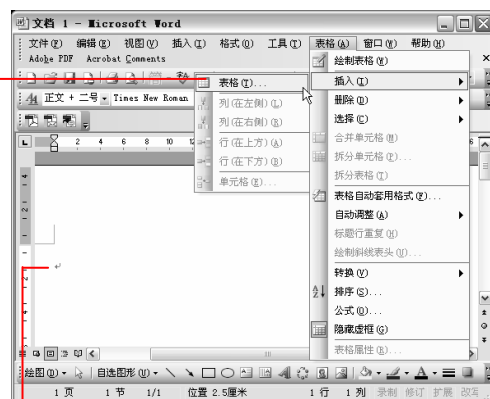 文档 1 - Microsoft Word
文件(F) 编辑(E) 视图(V) 插入(I) 格式(O) 工具(T) 表格(A) 窗口(W) 帮助(H)
Adobe PDF Acrobat Comments
正文 + 二号 Times New Roman
2 4 6 8 10 12
绘制表格(W)
插入(I)
删除(D)
选择(C)
合并单元格(M)
拆分单元格(P)...
拆分表格(T)
表格自动套用格式(F)...
自动调整(A)
标题行重复(H)
绘制斜线表头(U)...
转换(V)
排序(S)...
公式(O)...
隐藏虚框(G)
表格属性(R)...
表格(T)...
列(在左侧)(L)
列(在右侧)(R)
行(在上方)(A)
行(在下方)(B)
单元格(E)...
绘图(D) 自选图形(U)
1 页 1 节 1/1 位置 2.5厘米 1 行 1 列 录制 修订 扩展 改写